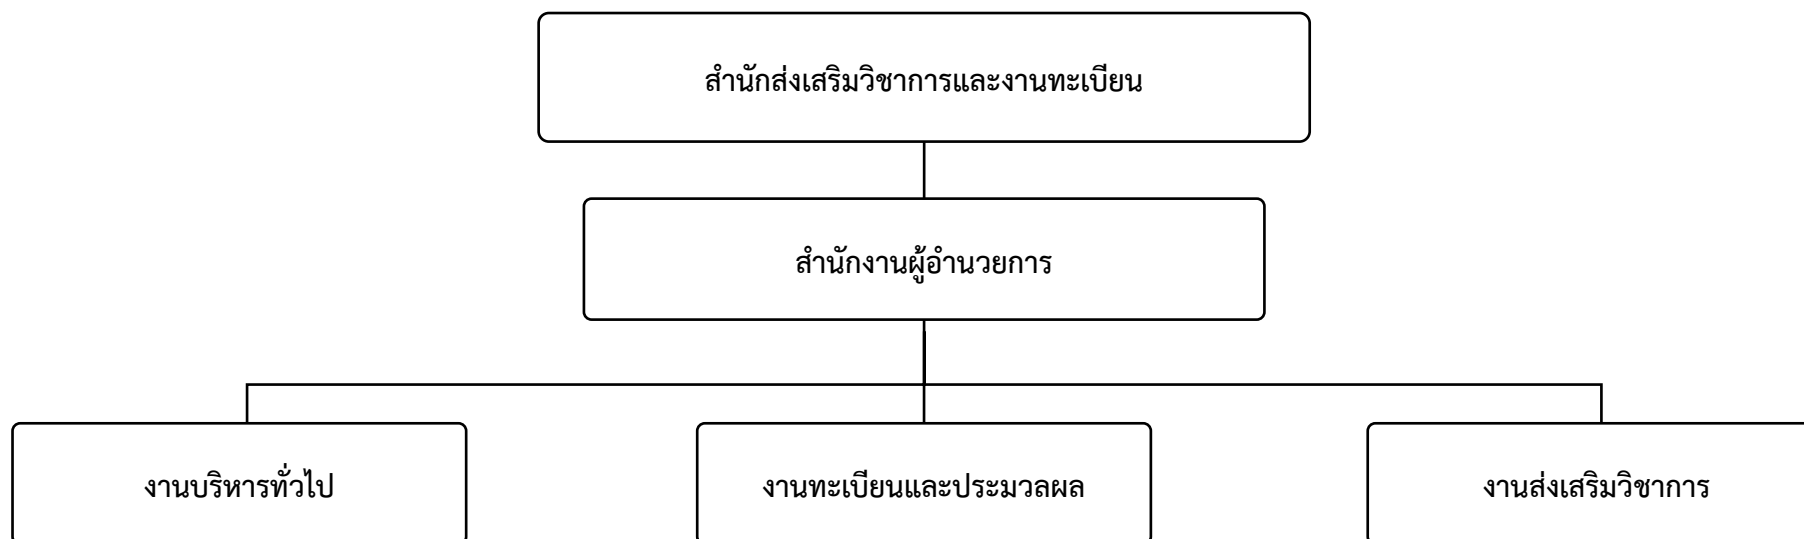 สำนักส่งเสริมวิชาการและงานทะเบียน
สำนักงานผู้อำนวยการ
งานบริหารทั่วไป
งานทะเบียนและประมวลผล
งานส่งเสริมวิชาการ